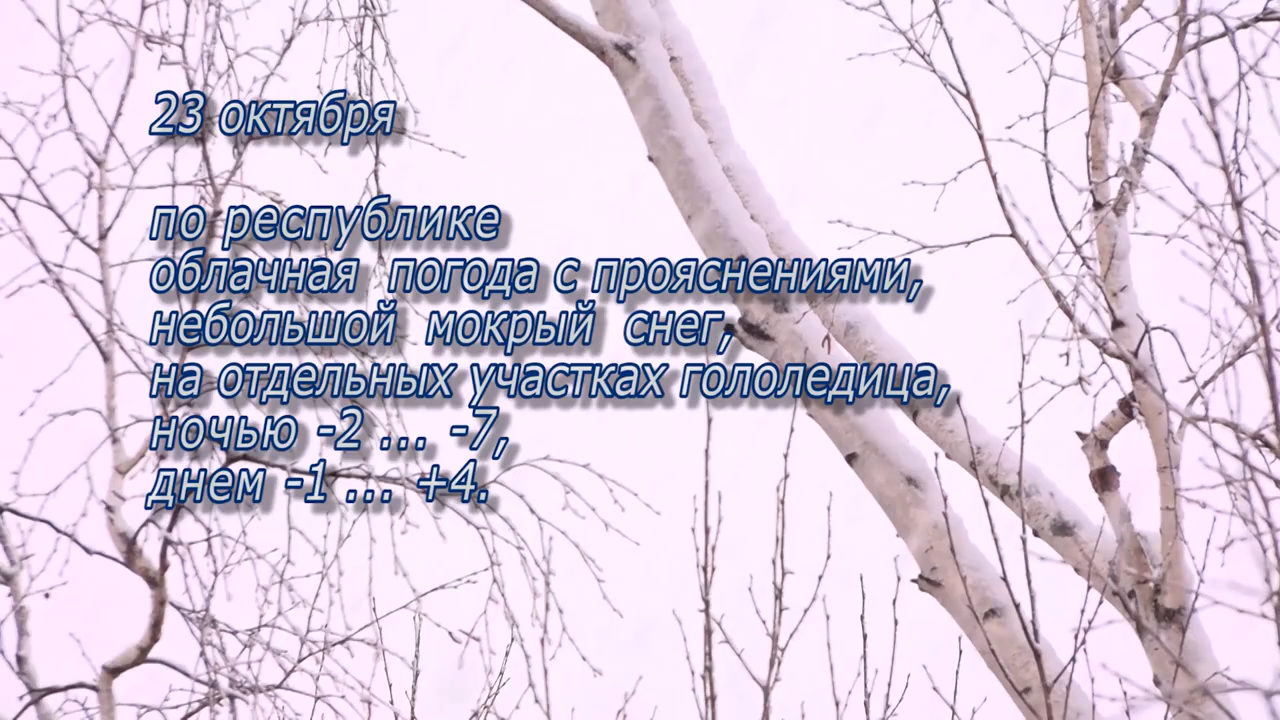 23 октября
по республике
облачная погода с прояснениями,
небольшой мокрый снег,
на отдельных участках гололедица,
ночью -2 ... -7,
днем -1 ... +4.